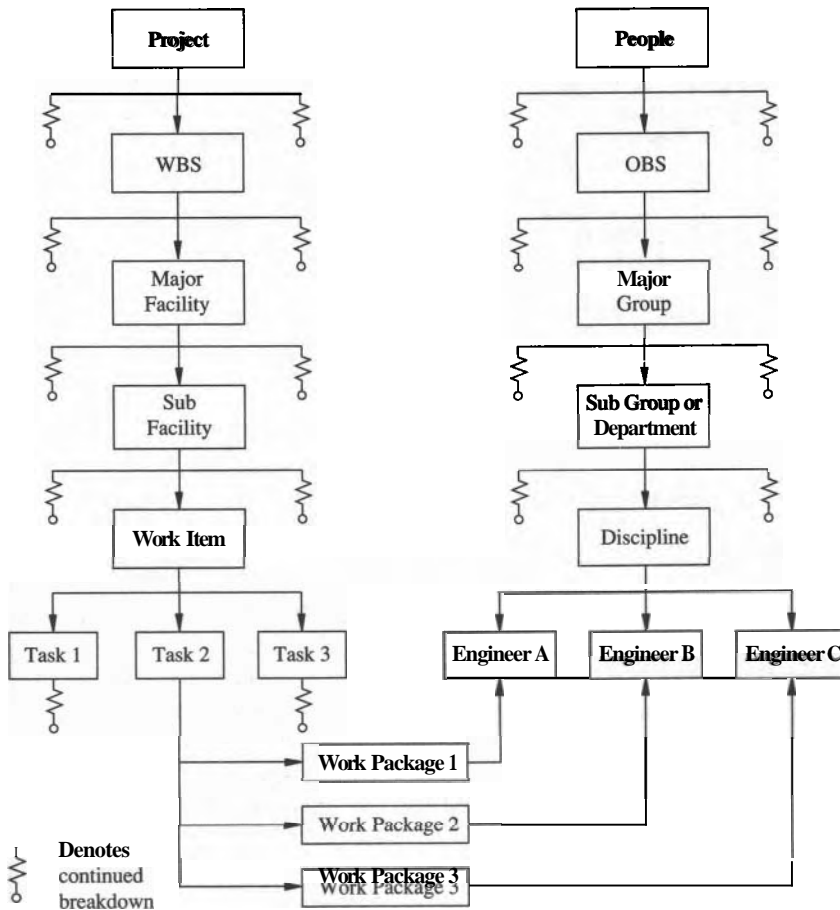 Project
People
WBS
OBS
Major
Facility
Major
Group
Sub
Facility
Sub Group or
Department
Work Item
Discipline
Task 1
Task 2
Task 3
Engineer A
Engineer B
Engineer C
Work Package 1
Work Package 2
Work Package 3
Denotes
continued
breakdown